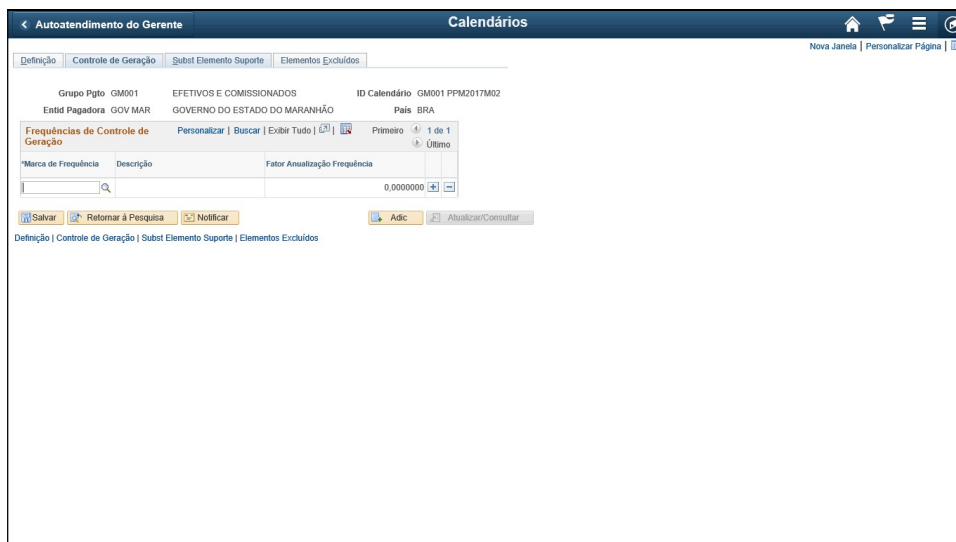 Autoatendimento do Gerente
Calendários
Nova Janela | Personalizar Página |
Definição Controle de Geração Subst Elemento Suporte Elementos Excluídos
Grupo Pgto GM001 EFETIVOS E COMISSIONADOS ID Calendário GM001 PPM2017M02
Entid Pagadora GOV MAR GOVERNO DO ESTADO DO MARANHÃO País BRA
Frequências de Controle de Geração Personalizar | Buscar | Exibir Tudo | | Primeiro 1 de 1 Último
*Marca de Frequência Descrição Fator Anualização Frequência
0,0000000
Salvar Retornar à Pesquisa Notificar Adic Atualizar/Consultar
Definição | Controle de Geração | Subst Elemento Suporte | Elementos Excluídos